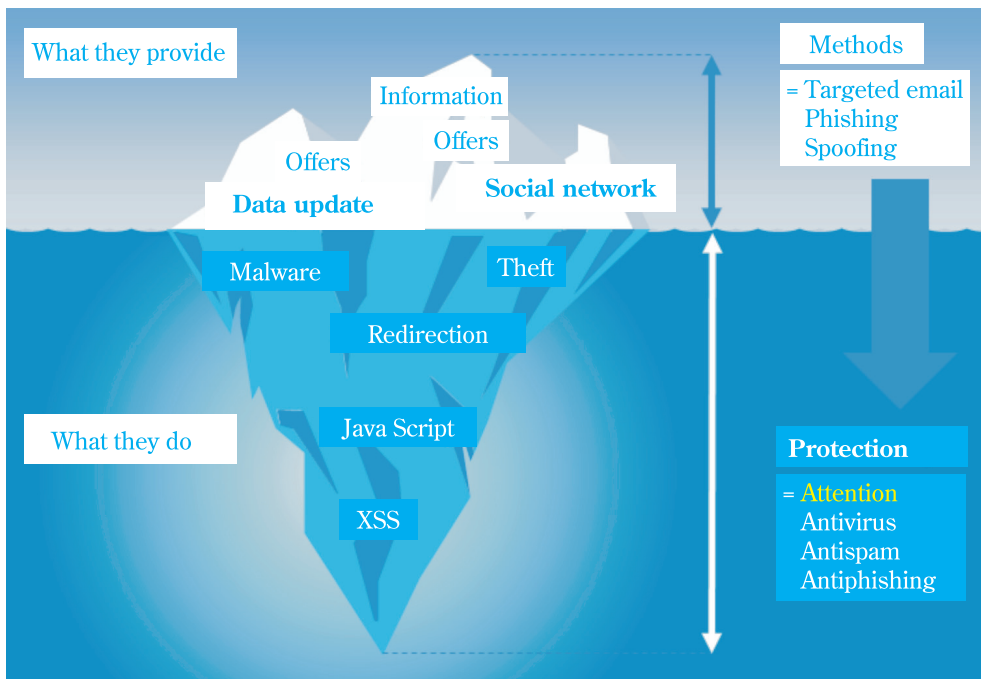 What they provide
Methods
Information
= Targeted email
Phishing
Spoofing
Offers
Offers
Social network
Data update
Malware
Theft
Redirection
Java Script
What they do
Protection
= Attention
Antivirus
Antispam
Antiphishing
XSS